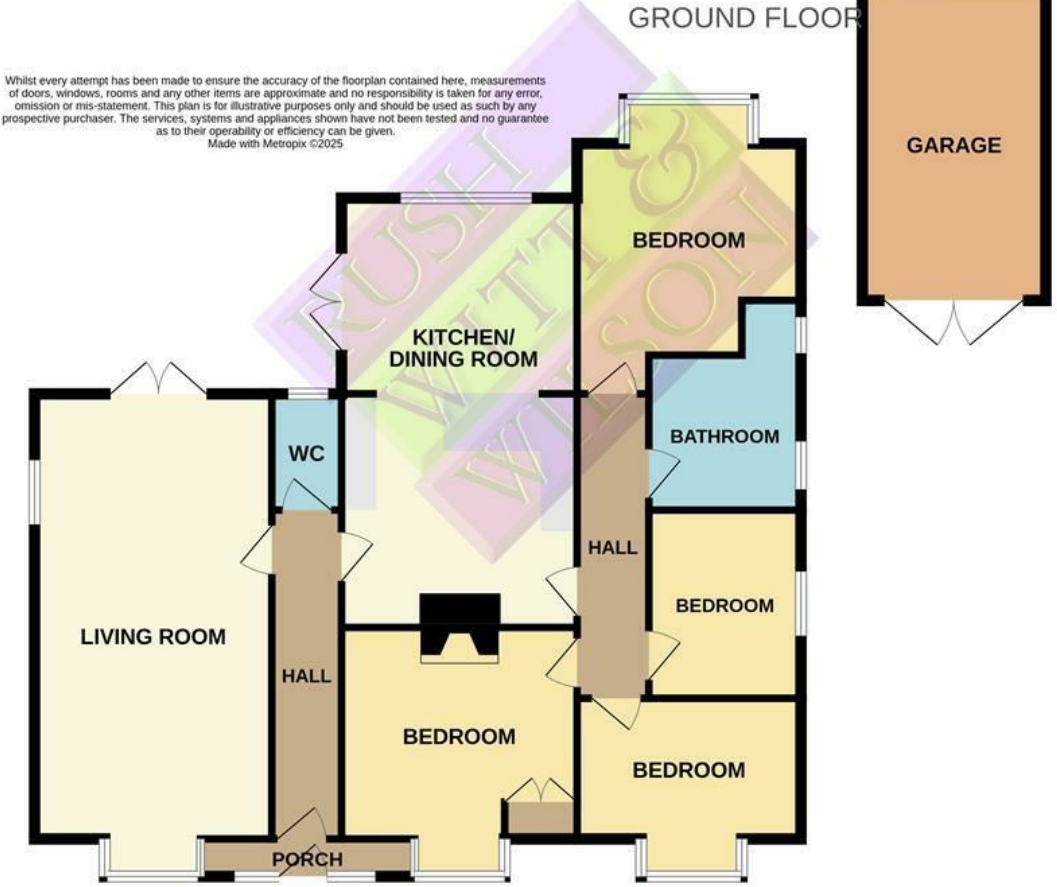 GROUND FLOOR
Whilst every attempt has been made to ensure the accuracy of the floorplan contained here, measurements
of doors, windows, rooms and any other items are approximate and no responsibility is taken for any error,
omission or mis-statement. This plan is for illustrative purposes only and should be used as such by any
prospective purchaser. The services, systems and appliances shown have not been tested and no guarantee
as to their operability or efficiency can be given.
Made with Metropix ©2025
GARAGE
RUSH
WITT &
WILSON
BEDROOM
KITCHEN/
DINING ROOM
BATHROOM
WC
HALL
BEDROOM
LIVING ROOM
HALL
BEDROOM
BEDROOM
PORCH